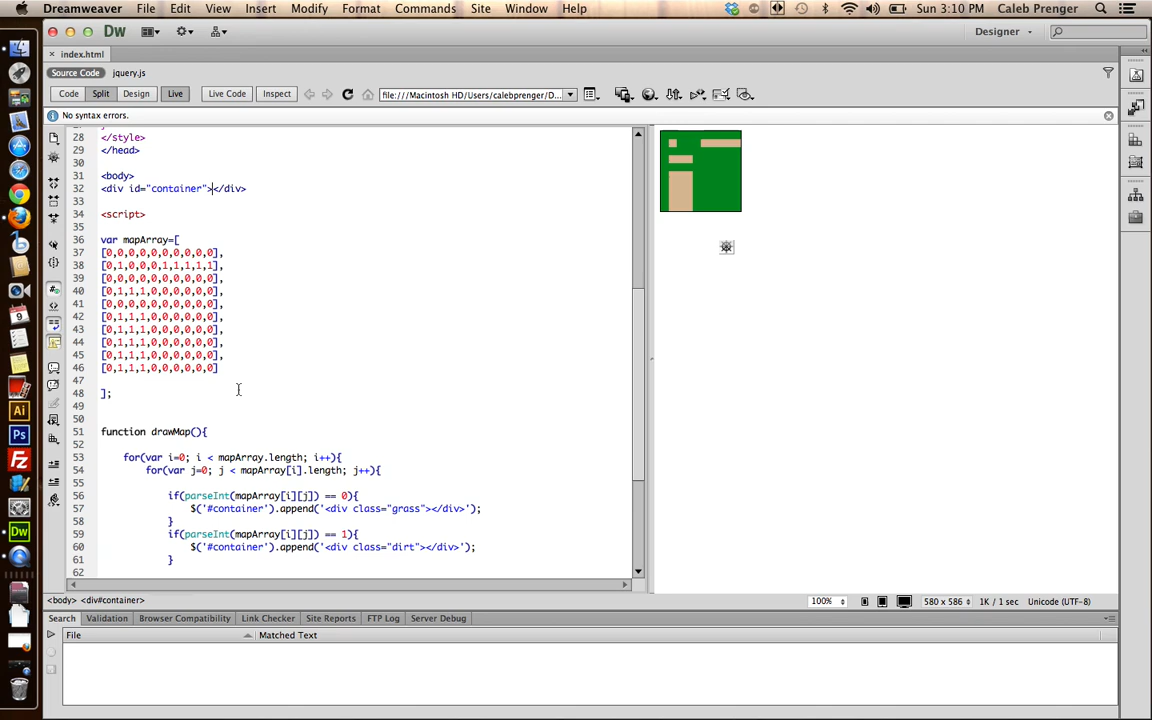 Dreamweaver File Edit View Insert Modify Format Commands Site Window Help Sun 3:10 PM Caleb Prenger
Dw Designer
index.html
Source Code jquery.js
Code Split Design Live Live Code Inspect file:///Macintosh HD/Users/calebprenger/D...
No syntax errors.
28 </style>
29 </head>
30
31 <body>
32 <div id="container"></div>
33
34 <script>
35
36 var mapArray=[
37 [0,0,0,0,0,0,0,0,0,0],
38 [0,1,0,0,0,1,1,1,1,1],
39 [0,0,0,0,0,0,0,0,0,0],
40 [0,1,1,1,0,0,0,0,0,0],
41 [0,0,0,0,0,0,0,0,0,0],
42 [0,1,1,1,0,0,0,0,0,0],
43 [0,1,1,1,0,0,0,0,0,0],
44 [0,1,1,1,0,0,0,0,0,0],
45 [0,1,1,1,0,0,0,0,0,0],
46 [0,1,1,1,0,0,0,0,0,0]
47
48 ];
49
50
51 function drawMap(){
52
53 for(var i=0; i < mapArray.length; i++){
54 for(var j=0; j < mapArray[i].length; j++){
55
56 if(parseInt(mapArray[i][j]) == 0){
57 $('#container').append('<div class="grass"></div>');
58 }
59 if(parseInt(mapArray[i][j]) == 1){
60 $('#container').append('<div class="dirt"></div>');
61 }
62
<body> <div#container> 100% 580 x 586 1K / 1 sec Unicode (UTF-8)
Search Validation Browser Compatibility Link Checker Site Reports FTP Log Server Debug
File Matched Text
Ai
Ps
Fz
Dw